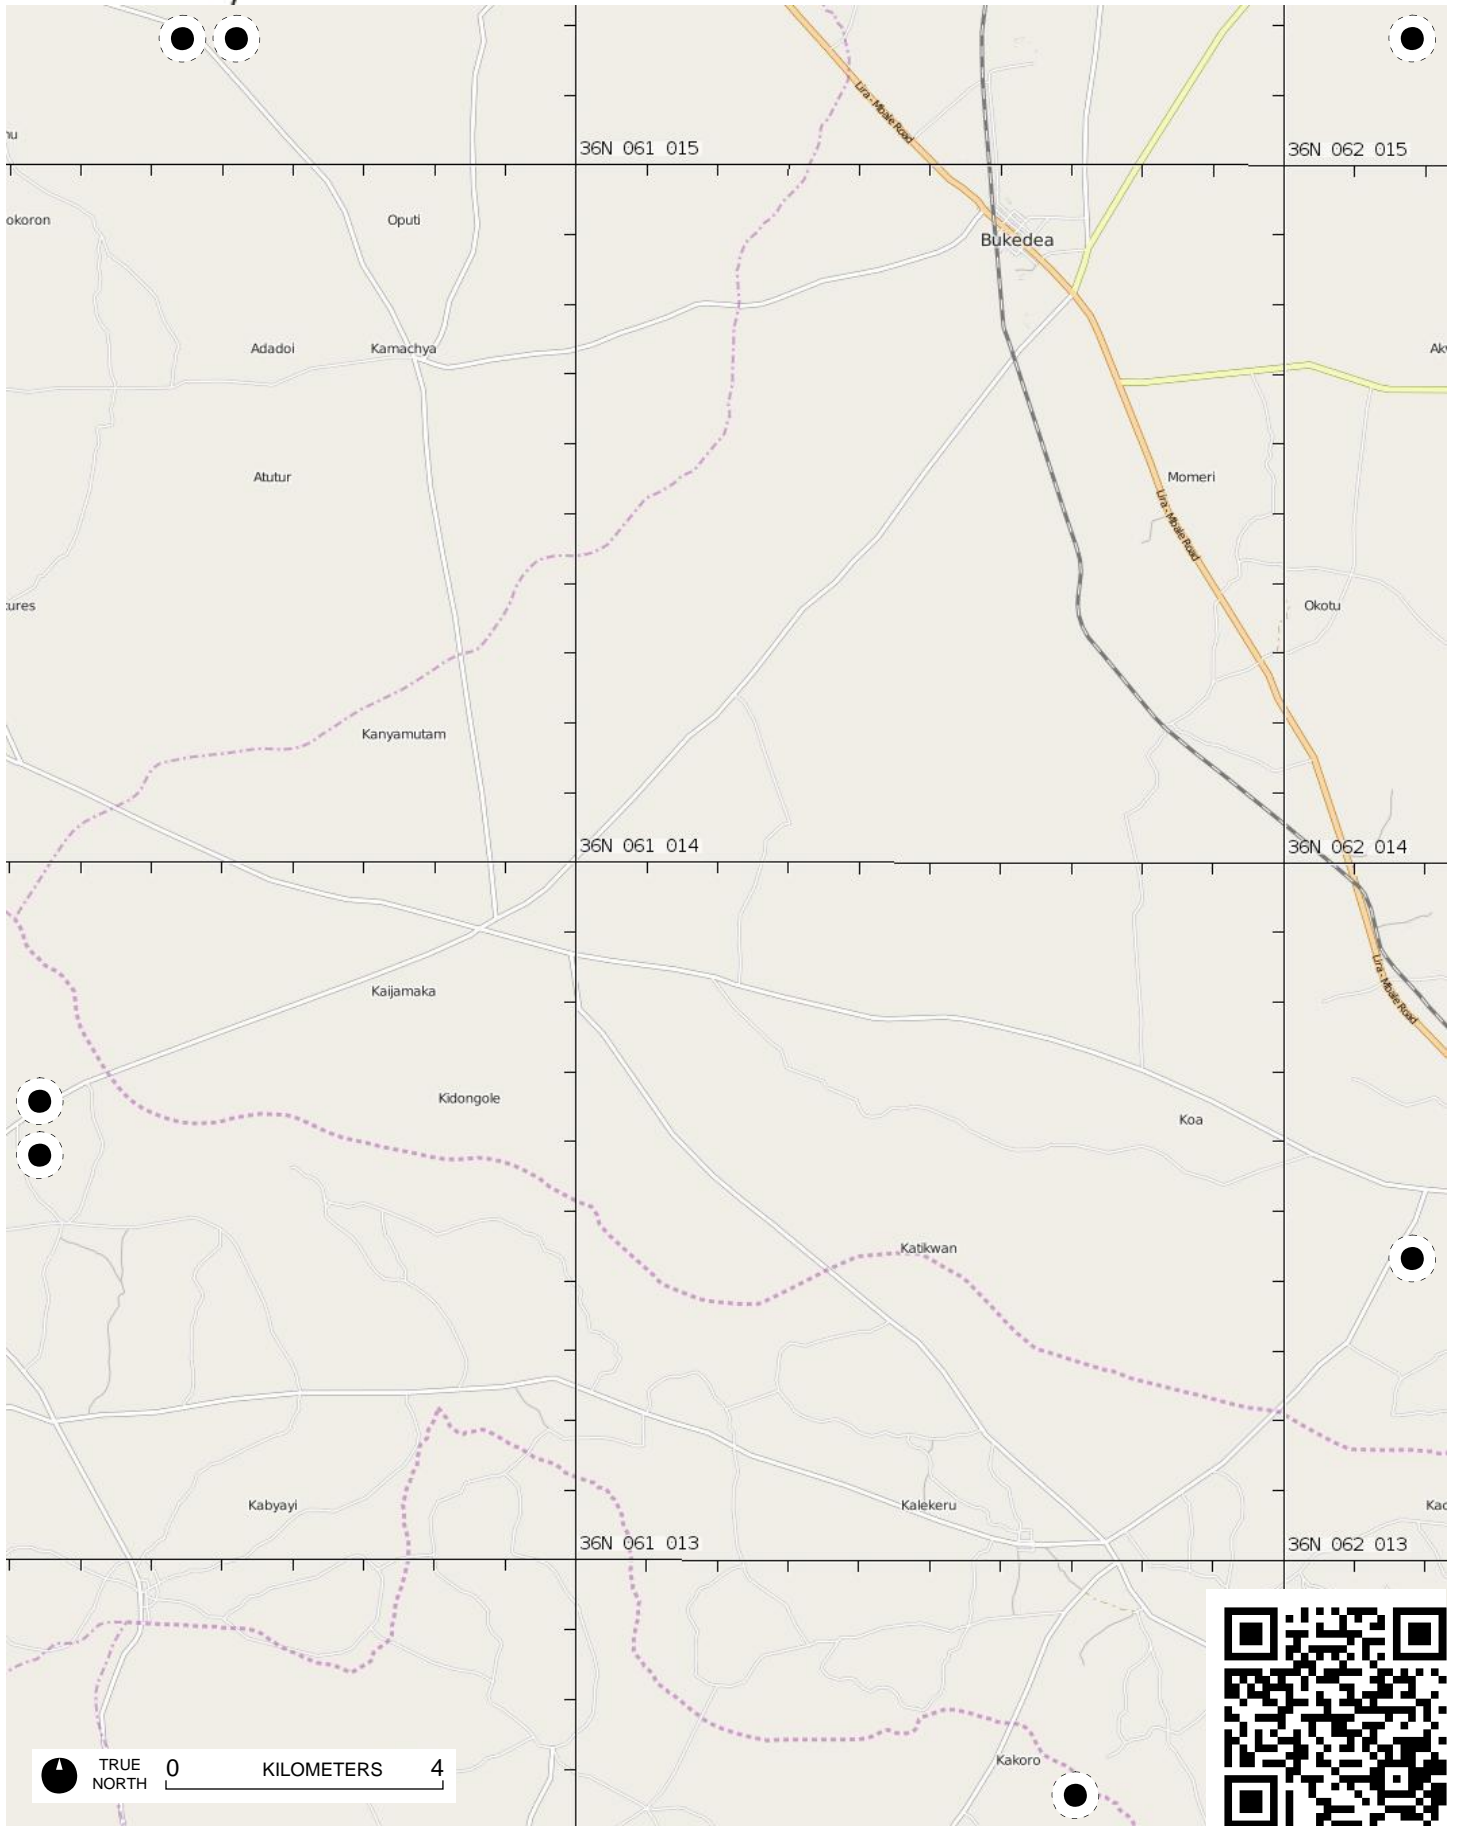 Lira - Mbale Road
36N 061 015
36N 062 015
Oputi
Bukedea
Adadoi
Kamachya
Atutur
Momeri
Lira - Mbale Road
Okotu
Kanyamutam
36N 061 014
36N 062 014
Kaijamaka
Lira - Mbale Road
Kidongole
Koa
Katikwan
Kabyayi
Kalekeru
36N 061 013
36N 062 013
TRUE
NORTH
0 KILOMETERS 4
Kakoro